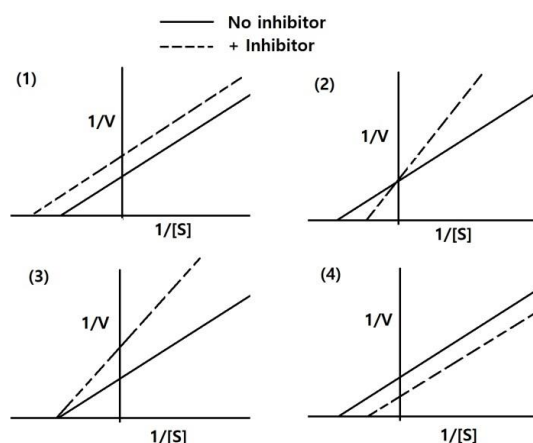 No inhibitor
+ Inhibitor
(1)
1/V
1/[S]
(2)
1/V
1/[S]
(3)
1/V
1/[S]
(4)
1/V
1/[S]